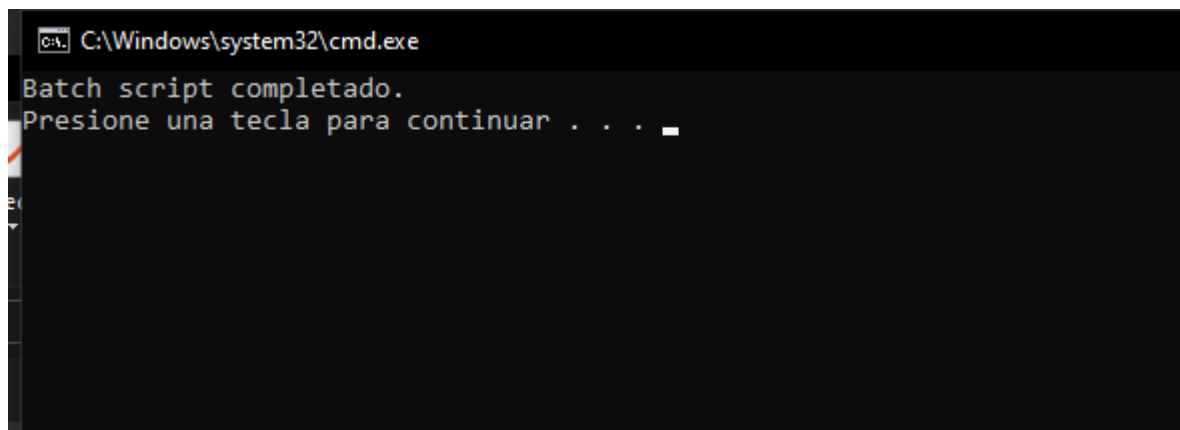 C:\Windows\system32\cmd.exe
Batch script completado.
Presione una tecla para continuar . . .